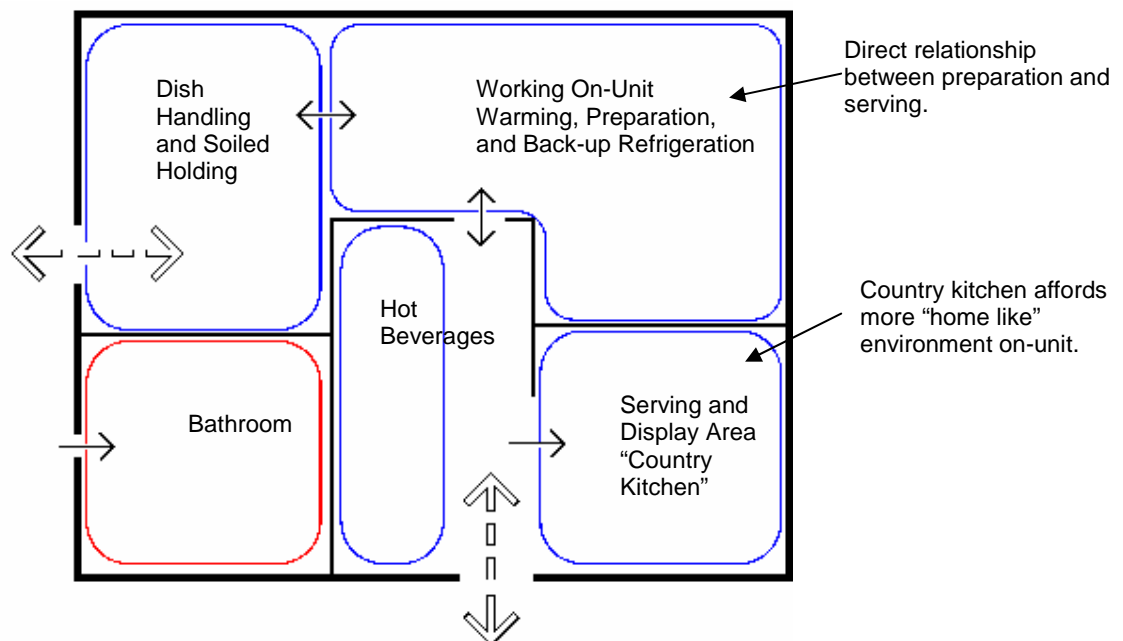 Dish
Handling
and Soiled
Holding
Working On-Unit
Warming, Preparation,
and Back-up Refrigeration
Direct relationship
between preparation and
serving.
Hot
Beverages
Country kitchen affords
more “home like”
environment on-unit.
Bathroom
Serving and
Display Area
“Country
Kitchen”